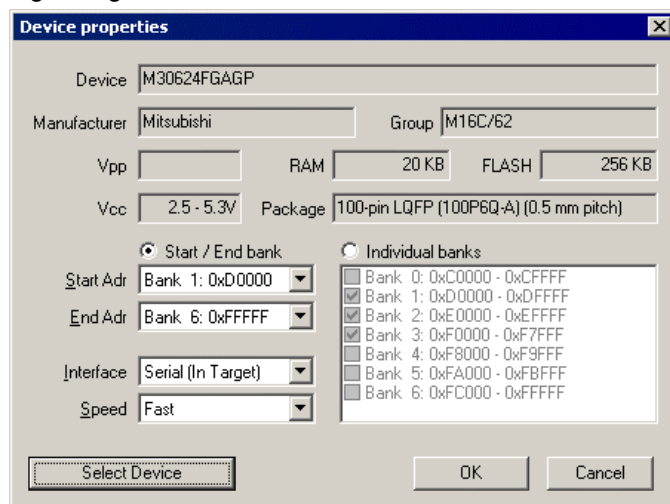 Device properties
Device M30624FGAGP
Manufacturer Mitsubishi Group M16C/62
Vpp RAM 20 KB FLASH 256 KB
Vcc 2.5 - 5.3V Package 100-pin LQFP (100P6Q-A) (0.5 mm pitch)
Start / End bank Individual banks
Start Adr Bank 1: 0xD0000
End Adr Bank 6: 0xFFFFF
Interface Serial (In Target)
Speed Fast
Bank 0: 0xC0000 - 0xCFFFF
Bank 1: 0xD0000 - 0xDFFFF
Bank 2: 0xE0000 - 0xEFFFF
Bank 3: 0xF0000 - 0xF7FFF
Bank 4: 0xF8000 - 0xF9FFF
Bank 5: 0xFA000 - 0xFBFFF
Bank 6: 0xFC000 - 0xFFFFF
Select Device OK Cancel